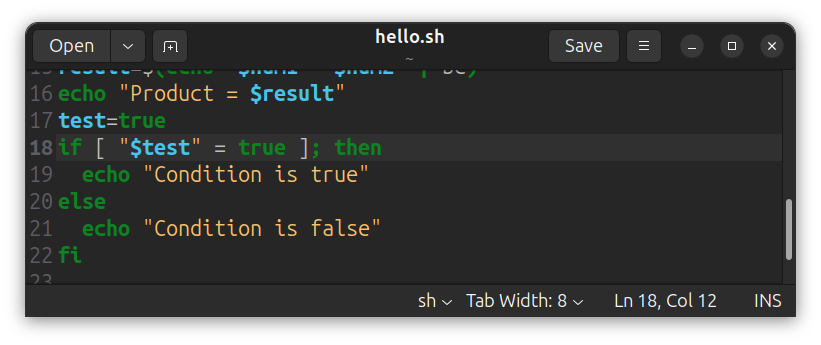 Open
hello.sh
~
Save
16 echo "Product = $result"
17 test=true
18 if [ "$test" = true ]; then
19   echo "Condition is true"
20 else
21   echo "Condition is false"
22 fi
23
sh Tab Width: 8 Ln 18, Col 12 INS